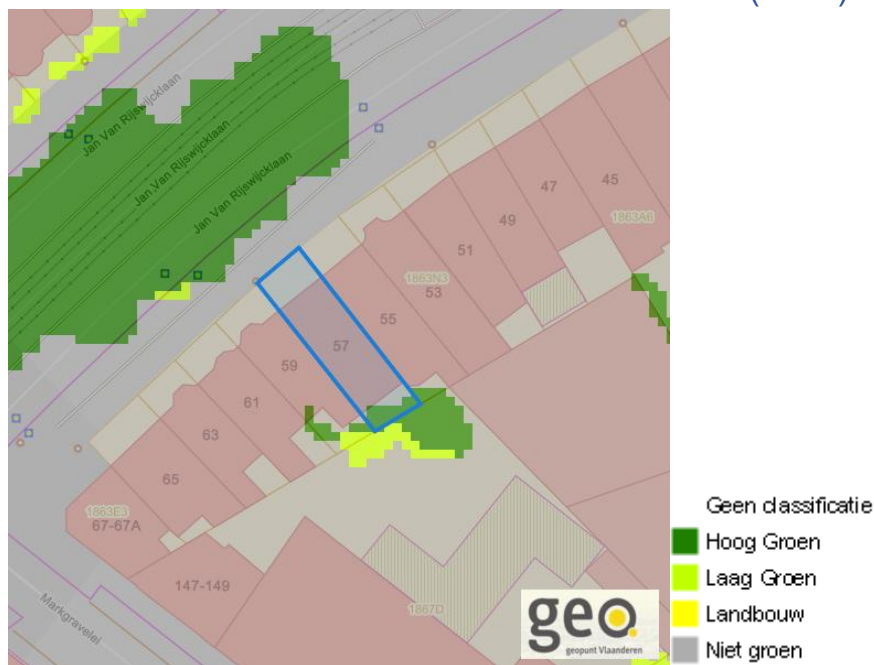 Jan Van Rijswijcklaan
Jan Van Rijswijcklaan
Jan Van Rijswijcklaan
45
1863A6
47
49
51
1863N3
53
55
57
59
61
63
65
1863E3
67-67A
147-149
Markgravelei
1867D
geo
geopunt Vlaanderen
Geen classificatie
Hoog Groen
Laag Groen
Landbouw
Niet groen